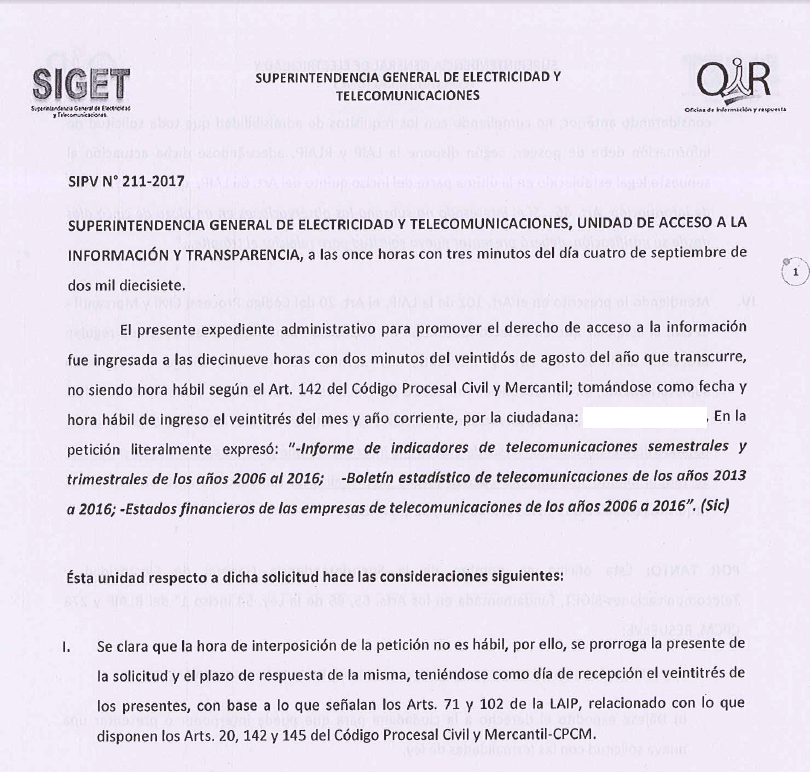 SIGET
Superintendencia General de Electricidad
y Telecomunicaciones
SUPERINTENDENCIA GENERAL DE ELECTRICIDAD Y
TELECOMUNICACIONES
OIR
Oficina de información y respuesta
SIPV N° 211-2017
SUPERINTENDENCIA GENERAL DE ELECTRICIDAD Y TELECOMUNICACIONES, UNIDAD DE ACCESO A LA
INFORMACIÓN Y TRANSPARENCIA, a las once horas con tres minutos del día cuatro de septiembre de
dos mil diecisiete.
1
El presente expediente administrativo para promover el derecho de acceso a la información
fue ingresada a las diecinueve horas con dos minutos del veintidós de agosto del año que transcurre,
no siendo hora hábil según el Art. 142 del Código Procesal Civil y Mercantil; tomándose como fecha y
hora hábil de ingreso el veintitrés del mes y año corriente, por la ciudadana: . En la
petición literalmente expresó: "-Informe de indicadores de telecomunicaciones semestrales y
trimestrales de los años 2006 al 2016; -Boletín estadístico de telecomunicaciones de los años 2013
a 2016; -Estados financieros de las empresas de telecomunicaciones de los años 2006 a 2016". (Sic)
Ésta unidad respecto a dicha solicitud hace las consideraciones siguientes:
I. Se clara que la hora de interposición de la petición no es hábil, por ello, se prorroga la presente de
la solicitud y el plazo de respuesta de la misma, teniéndose como día de recepción el veintitrés de
los presentes, con base a lo que señalan los Arts. 71 y 102 de la LAIP, relacionado con lo que
disponen los Arts. 20, 142 y 145 del Código Procesal Civil y Mercantil-CPCM.